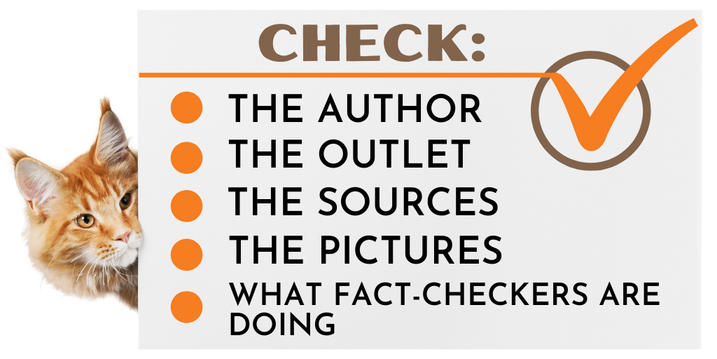 CHECK:
THE AUTHOR
THE OUTLET
THE SOURCES
THE PICTURES
WHAT FACT-CHECKERS ARE
DOING